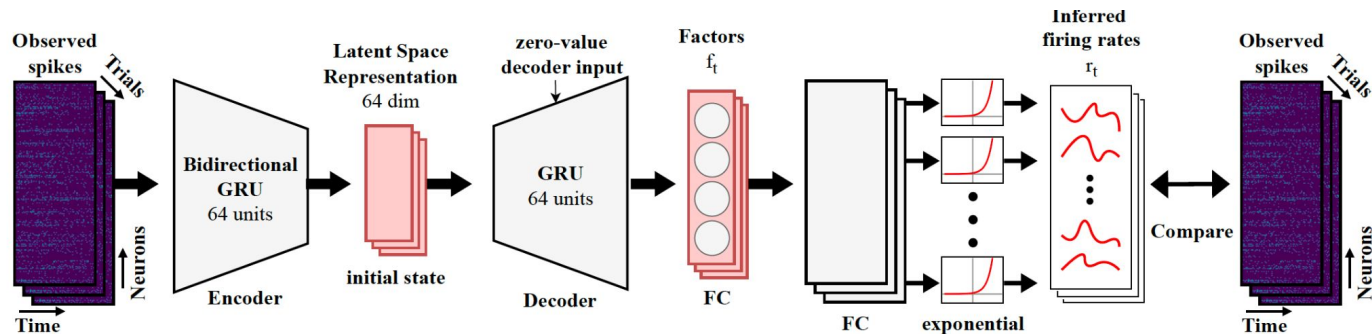 Observed
spikes
Trials
Neurons
Time
Bidirectional
GRU
64 units
Encoder
Latent Space
Representation
64 dim
initial state
zero-value
decoder input
GRU
64 units
Decoder
Factors
f_t
FC
FC
exponential
Inferred
firing rates
r_t
Compare
Observed
spikes
Trials
Neurons
Time